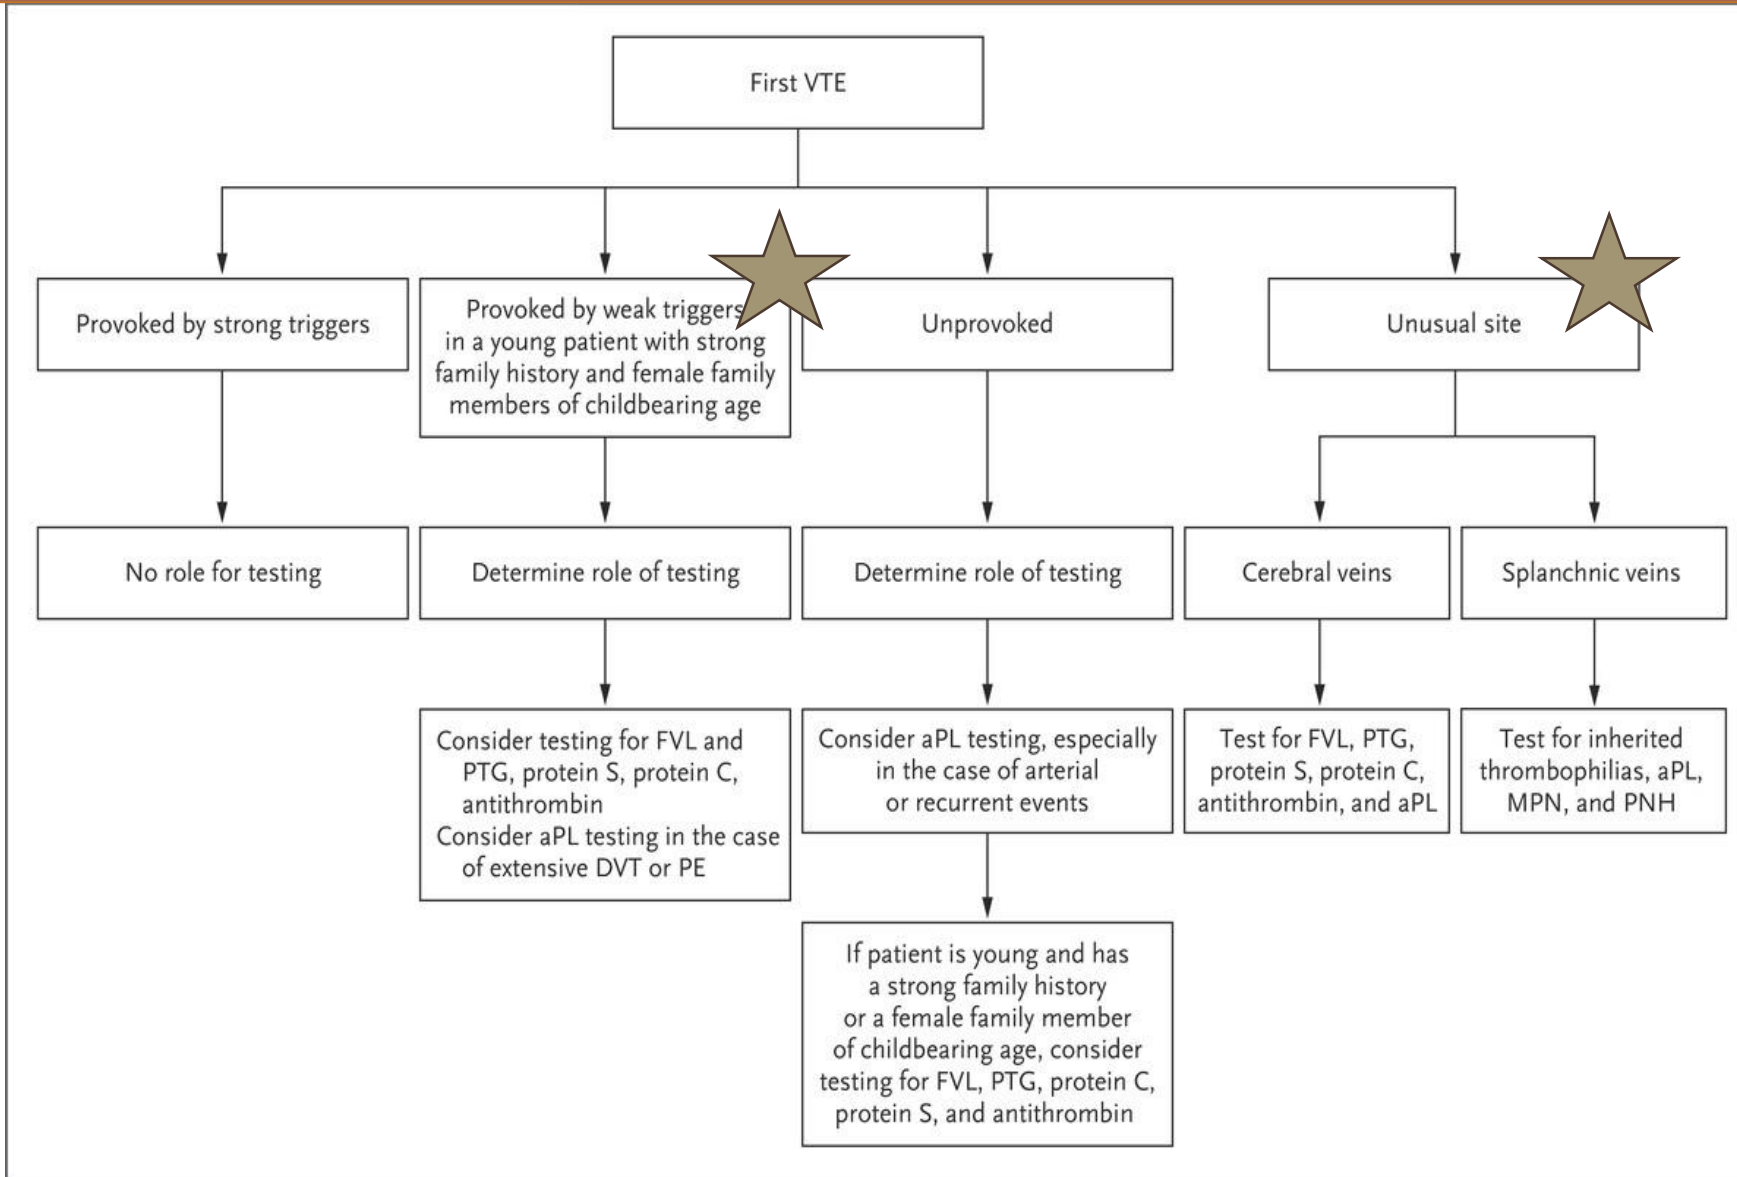 First VTE
Provoked by strong triggers
Provoked by weak triggers
in a young patient with strong
family history and female family
members of childbearing age
Unprovoked
Unusual site
No role for testing
Determine role of testing
Determine role of testing
Cerebral veins
Splanchnic veins
Consider testing for FVL and
PTG, protein S, protein C,
antithrombin
Consider aPL testing in the case
of extensive DVT or PE
Consider aPL testing, especially
in the case of arterial
or recurrent events
Test for FVL, PTG,
protein S, protein C,
antithrombin, and aPL
Test for inherited
thrombophilias, aPL,
MPN, and PNH
If patient is young and has
a strong family history
or a female family member
of childbearing age, consider
testing for FVL, PTG, protein C,
protein S, and antithrombin